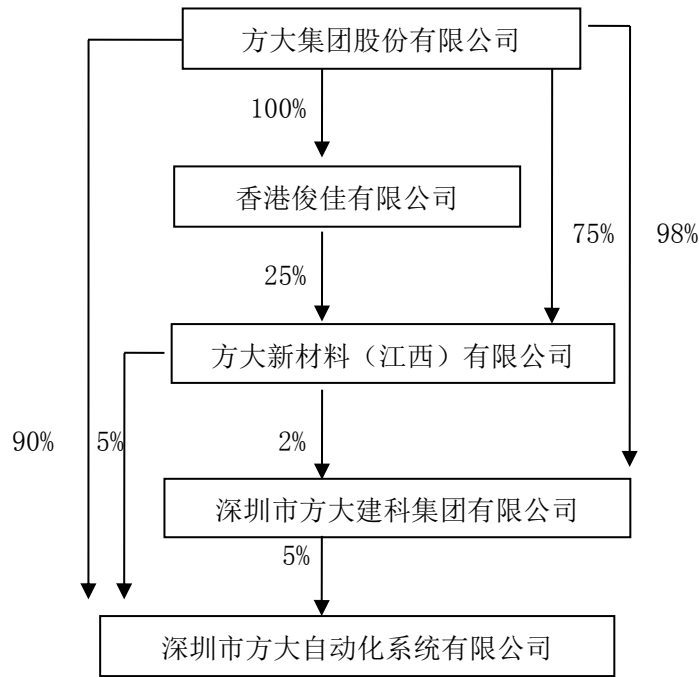 方大集团股份有限公司
100%
香港俊佳有限公司
75%
98%
25%
方大新材料（江西）有限公司
90%
5%
2%
深圳市方大建科集团有限公司
5%
深圳市方大自动化系统有限公司